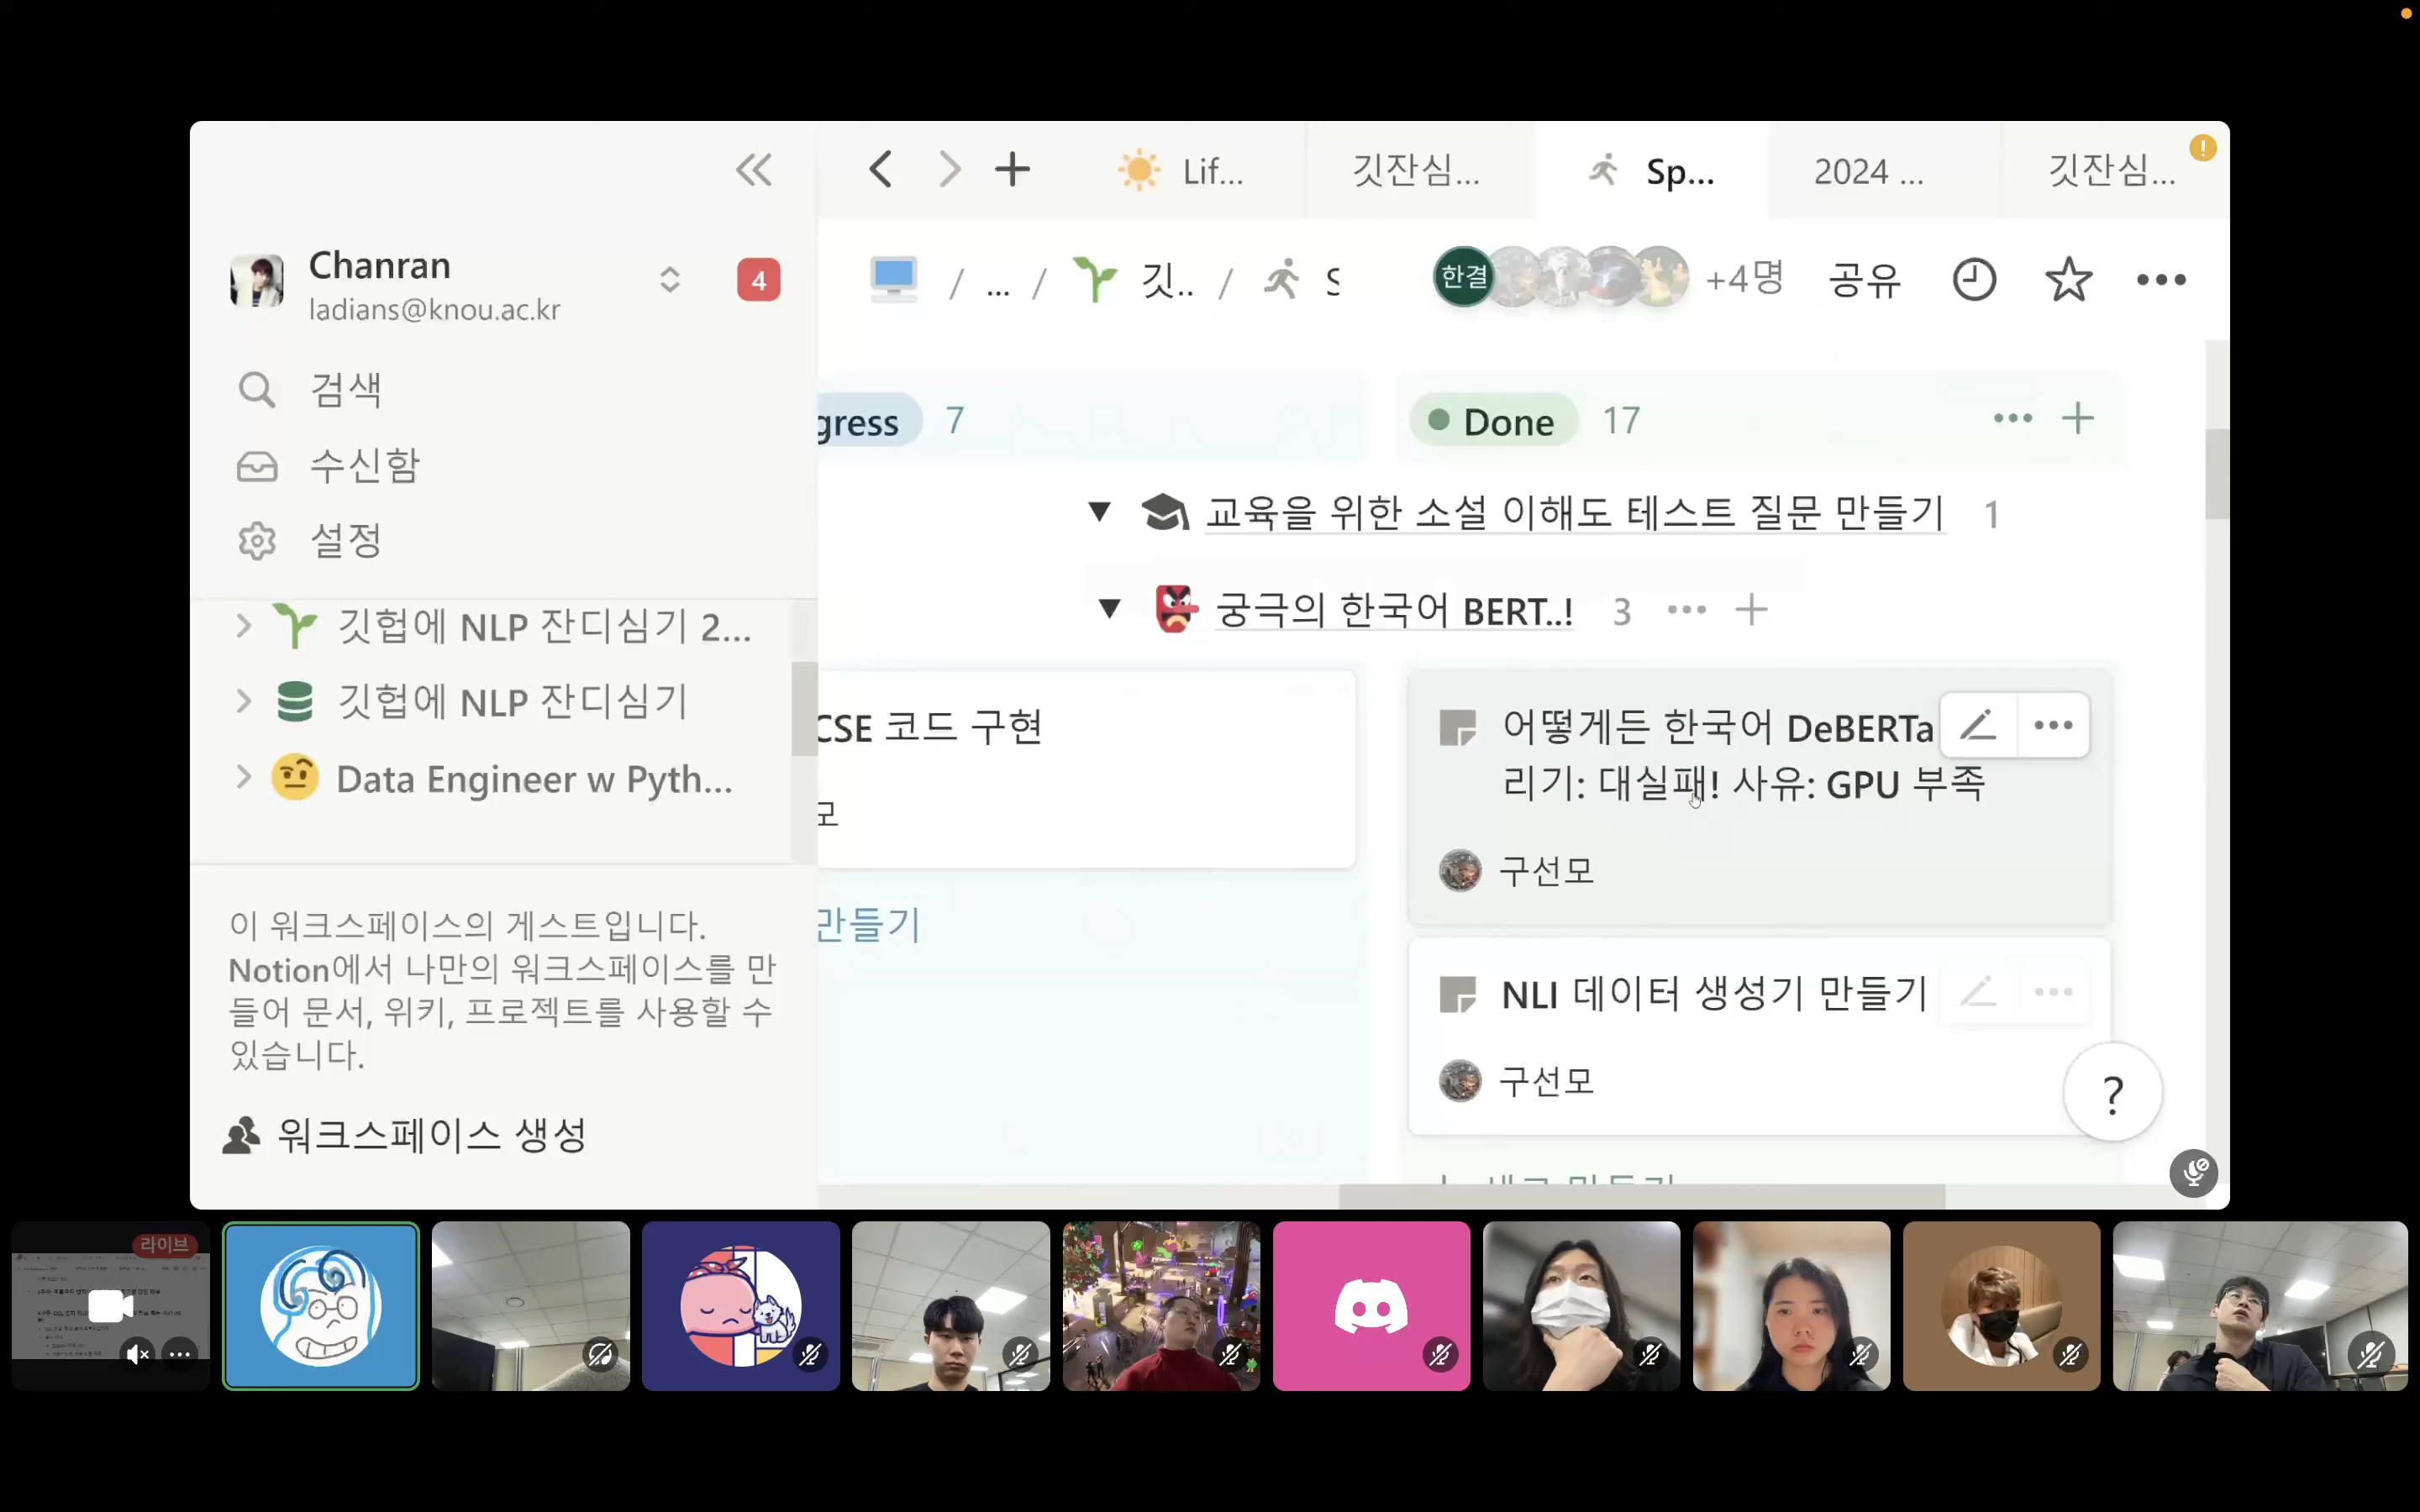 Lif...
깃잔심...
Sp...
2024 ...
깃잔심...
Chanran
ladians@knou.ac.kr
4
/ ... / 깃.. / S
한결
+4명
공유
검색
수신함
설정
깃헙에 NLP 잔디심기 2...
깃헙에 NLP 잔디심기
Data Engineer w Pyth...
이 워크스페이스의 게스트입니다.
Notion에서 나만의 워크스페이스를 만
들어 문서, 위키, 프로젝트를 사용할 수
있습니다.
워크스페이스 생성
gress 7
Done 17
교육을 위한 소설 이해도 테스트 질문 만들기 1
궁극의 한국어 BERT..! 3
CSE 코드 구현
모
만들기
어떻게든 한국어 DeBERTa
리기: 대실패! 사유: GPU 부족
구선모
NLI 데이터 생성기 만들기
구선모
?
라이브